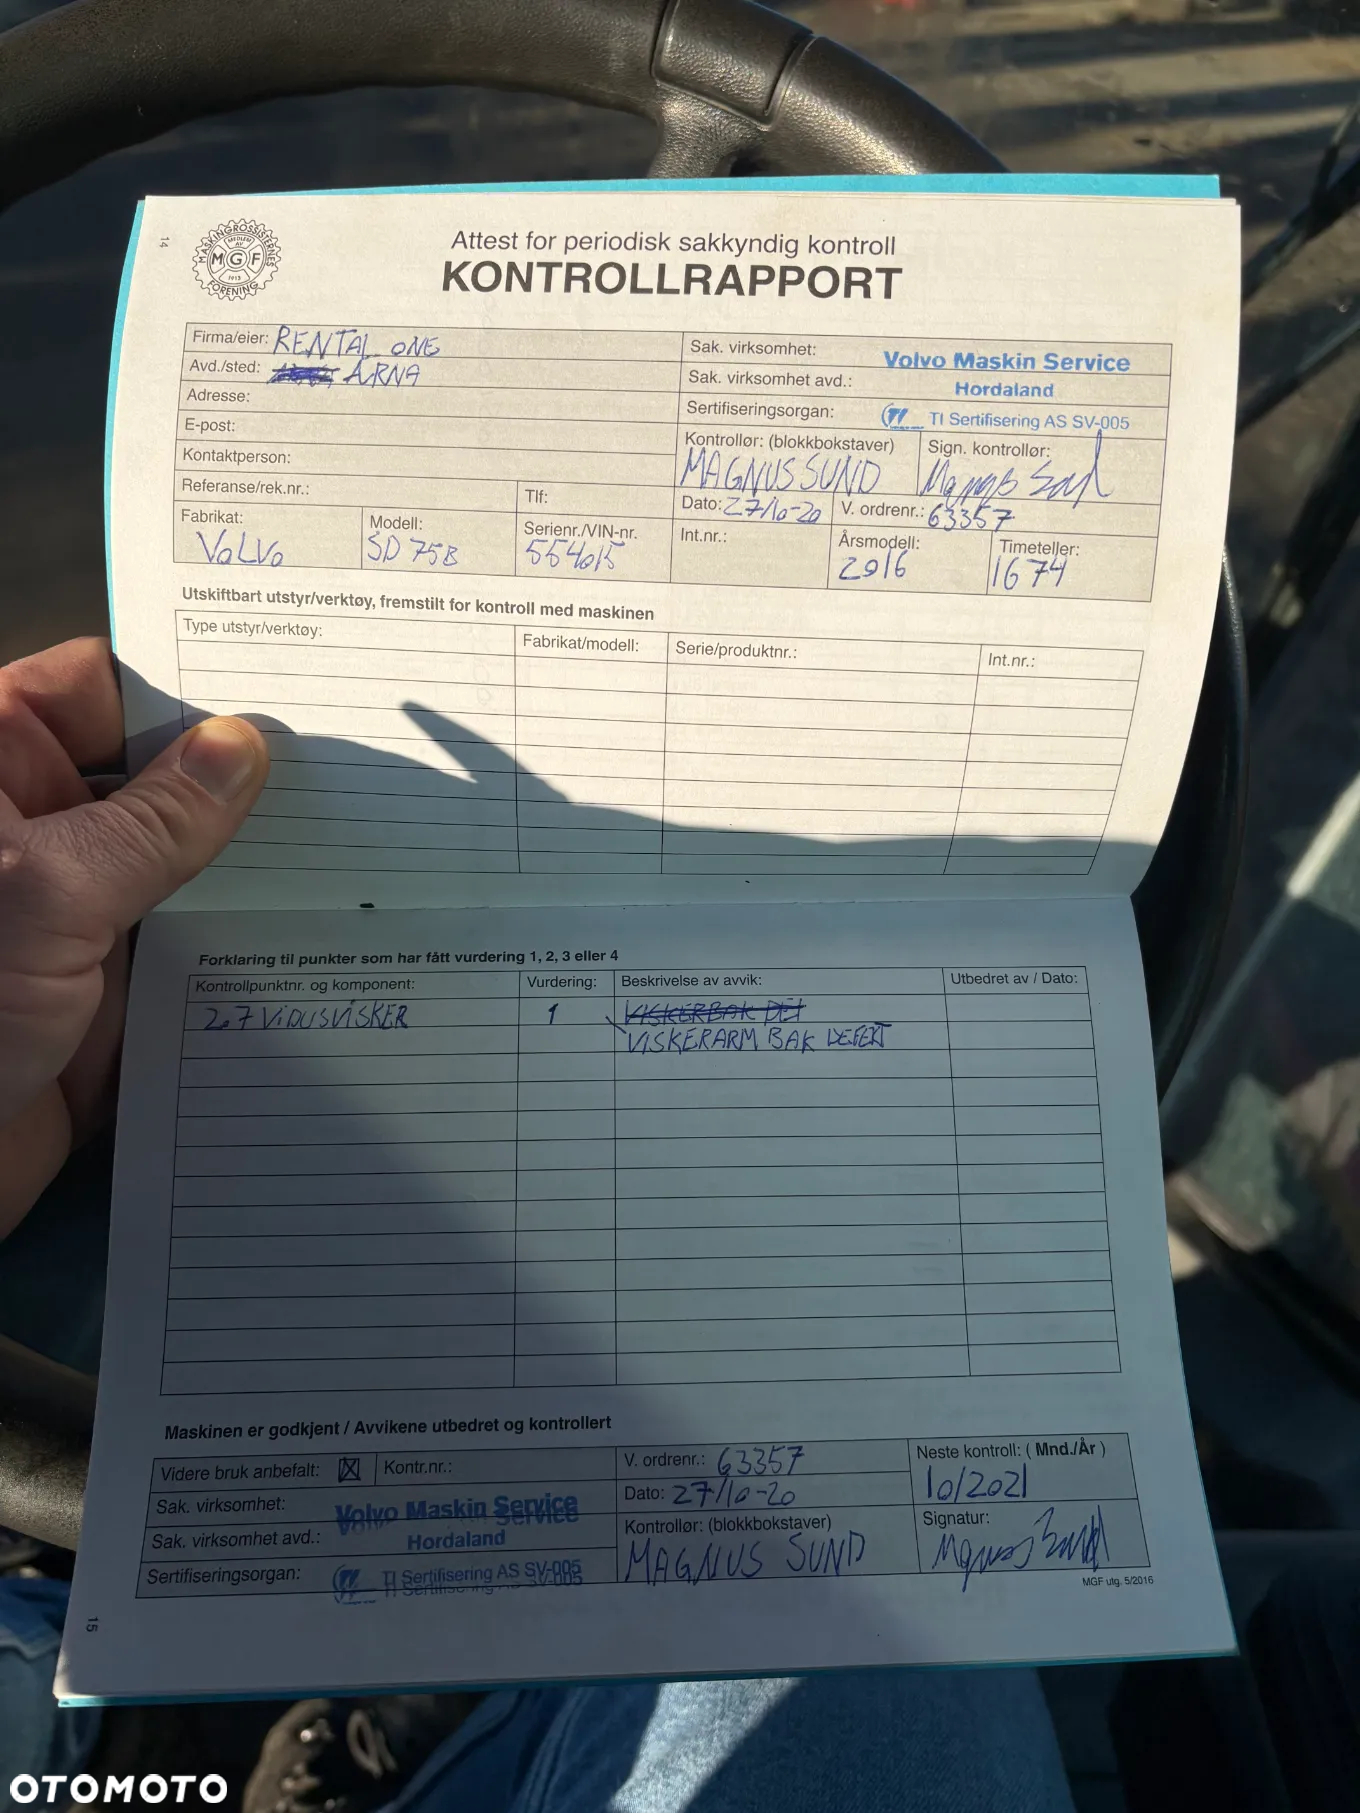 14
MASKINGROSSISTERNES
MEDLEM AV
MGF
1913
FORENING
Attest for periodisk sakkyndig kontroll
KONTROLLRAPPORT
Firma/eier: RENTAL ONE
Avd./sted: ARNA
Adresse:
E-post:
Kontaktperson:
Referanse/rek.nr.:
Tlf:
Sak. virksomhet: Volvo Maskin Service
Sak. virksomhet avd.: Hordaland
Sertifiseringsorgan: TI Sertifisering AS SV-005
Kontrollør: (blokkbokstaver) MAGNUS SUND
Sign. kontrollør:
Dato: 27/10-20
V. ordrenr.: 63357
Fabrikat: VOLVO
Modell: SD 75B
Serienr./VIN-nr. 554015
Int.nr.:
Årsmodell: 2016
Timeteller: 1674
Utskiftbart utstyr/verktøy, fremstilt for kontroll med maskinen
Type utstyr/verktøy:
Fabrikat/modell:
Serie/produktnr.:
Int.nr.:
Forklaring til punkter som har fått vurdering 1, 2, 3 eller 4
Kontrollpunktnr. og komponent:
Vurdering:
Beskrivelse av avvik:
Utbedret av / Dato:
2.7 VIDUSVISKER 1 VISKERBAK DEF
VISKERARM BAK DEFEKT
Maskinen er godkjent / Avvikene utbedret og kontrollert
Videre bruk anbefalt: X
Kontr.nr.:
Sak. virksomhet: Volvo Maskin Service
Sak. virksomhet avd.: Hordaland
Sertifiseringsorgan: TI Sertifisering AS SV-005
V. ordrenr.: 63357
Dato: 27/10-20
Kontrollør: (blokkbokstaver)
MAGNUS SUND
Neste kontroll: ( Mnd./År )
10/2021
Signatur:
MGF utg. 5/2016
15
OTOMOTO